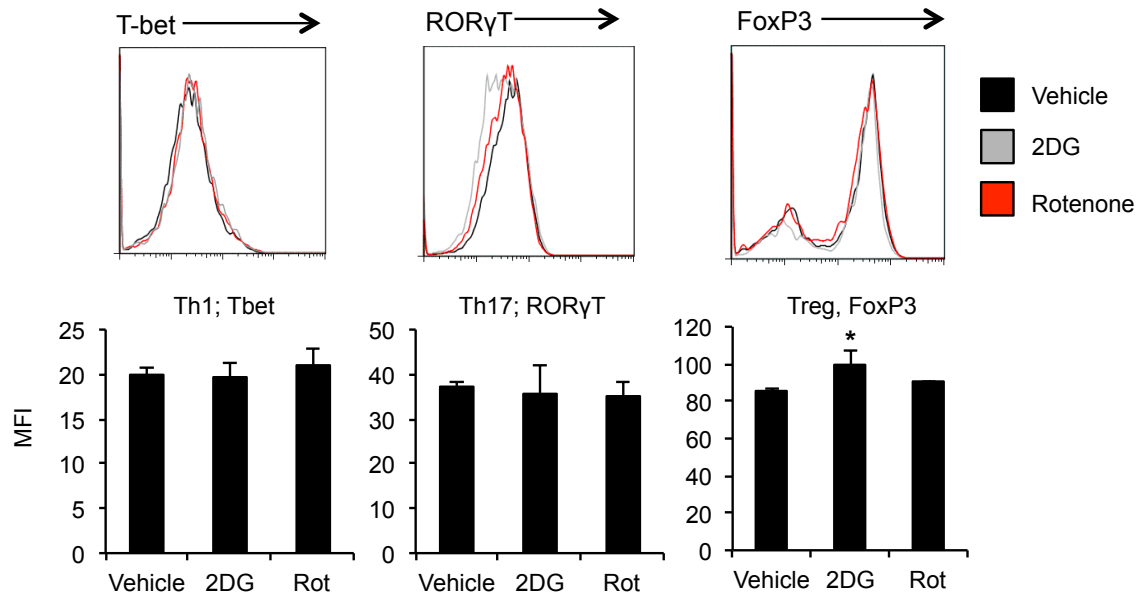 T-bet
RORγT
FoxP3
Vehicle
2DG
Rotenone
Th1; Tbet
Th17; RORγT
Treg, FoxP3
MFI
25
20
15
10
5
0
Vehicle 2DG Rot
50
40
30
20
10
0
Vehicle 2DG Rot
120
100
80
60
40
20
0
*
Vehicle 2DG Rot